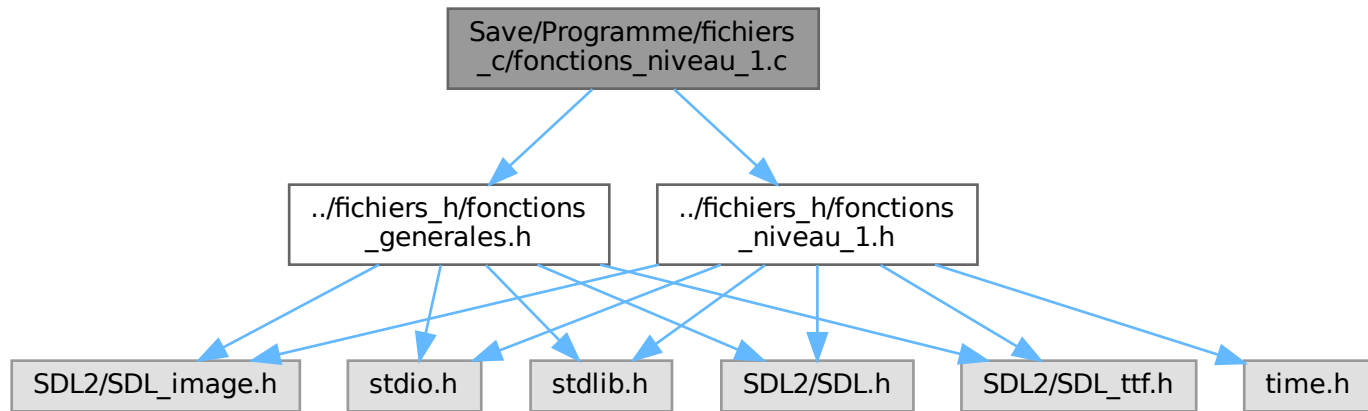 Save/Programme/fichiers
_c/fonctions_niveau_1.c
../fichiers_h/fonctions
_generales.h
../fichiers_h/fonctions
_niveau_1.h
SDL2/SDL_image.h
stdio.h
stdlib.h
SDL2/SDL.h
SDL2/SDL_ttf.h
time.h